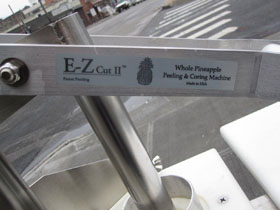 E-Z Cut II™
Patent Pending
Whole Pineapple
Peeling & Coring Machine
Made in USA